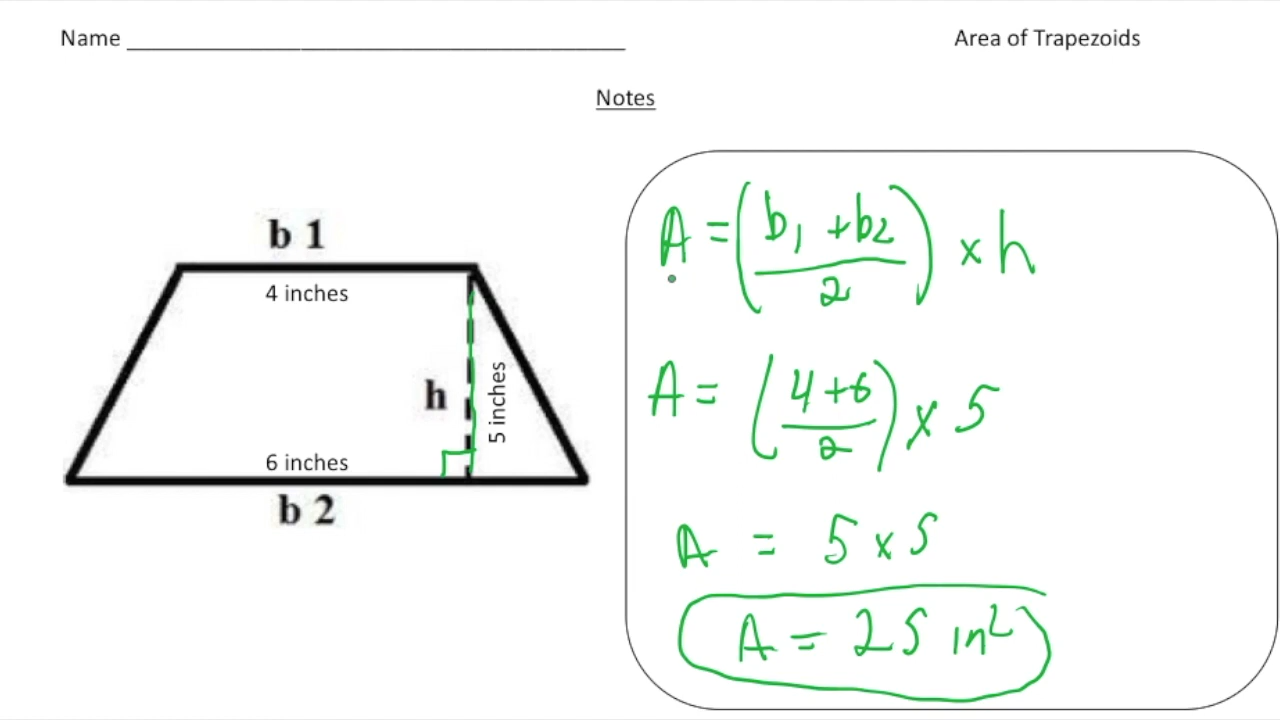 Name ______________________________ Area of Trapezoids
Notes
b 1
4 inches
h
5 inches
6 inches
b 2
A = (b₁ + b₂ / 2) × h
A = (4+6 / 2) × 5
A = 5 × 5
A = 25 in²